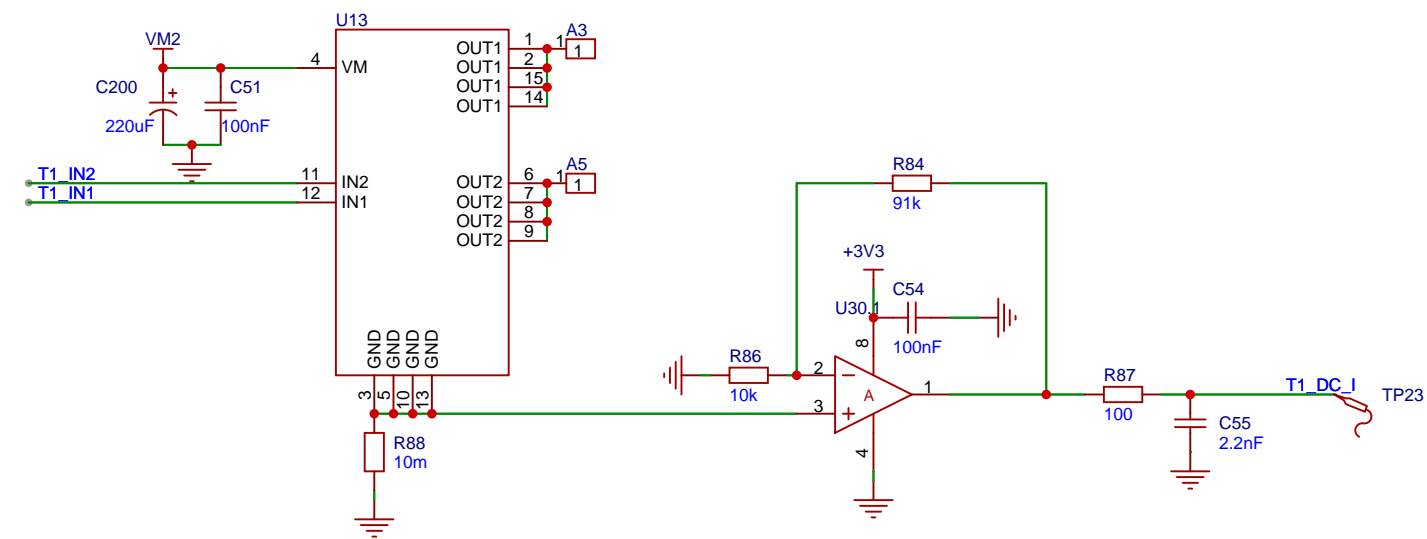 U13
VM2
4
VM
C200
+
C51
220uF
100nF
T1_IN2
11
IN2
T1_IN1
12
IN1
OUT1
1
1
A3
1
OUT1
2
OUT1
15
OUT1
14
OUT2
6
1
A5
1
OUT2
7
OUT2
8
OUT2
9
GND
GND
GND
GND
3
5
10
13
R88
10m
R84
91k
+3V3
C54
U30.1
100nF
8
R86
10k
2
3
A
1
4
R87
100
T1_DC_I
TP23
C55
2.2nF